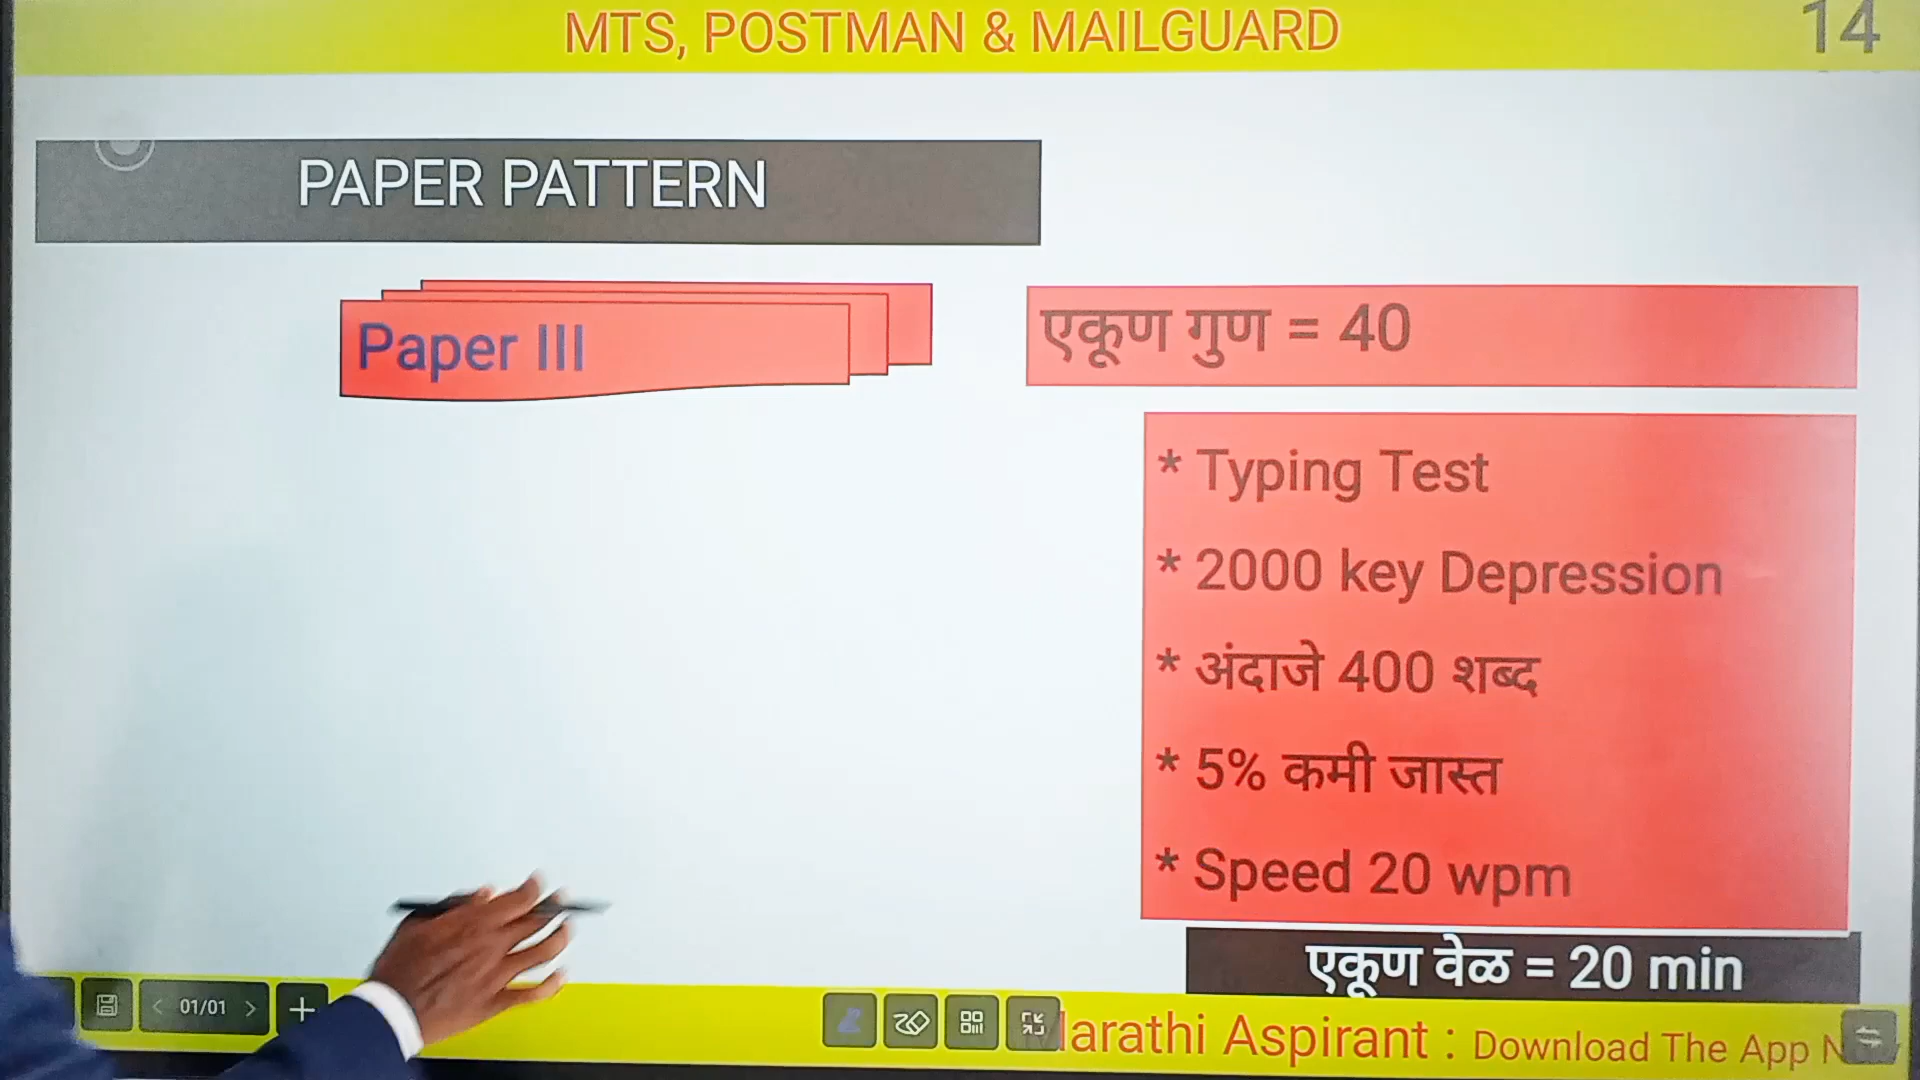 MTS, POSTMAN & MAILGUARD
14
PAPER PATTERN
Paper III
एकूण गुण = 40
* Typing Test
* 2000 key Depression
* अंदाजे 400 शब्द
* 5% कमी जास्त
* Speed 20 wpm
एकूण वेळ = 20 min
01/01
Marathi Aspirant : Download The App